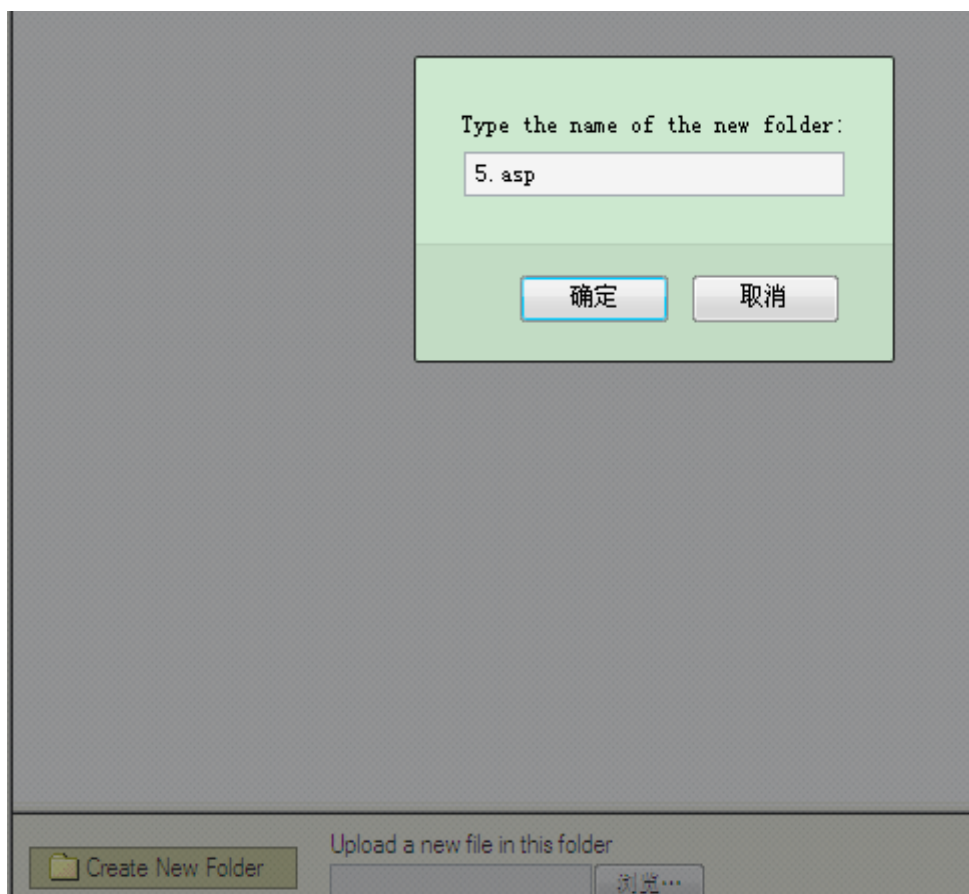 Type the name of the new folder:
5.asp
确定 取消
Upload a new file in this folder
Create New Folder
浏览…